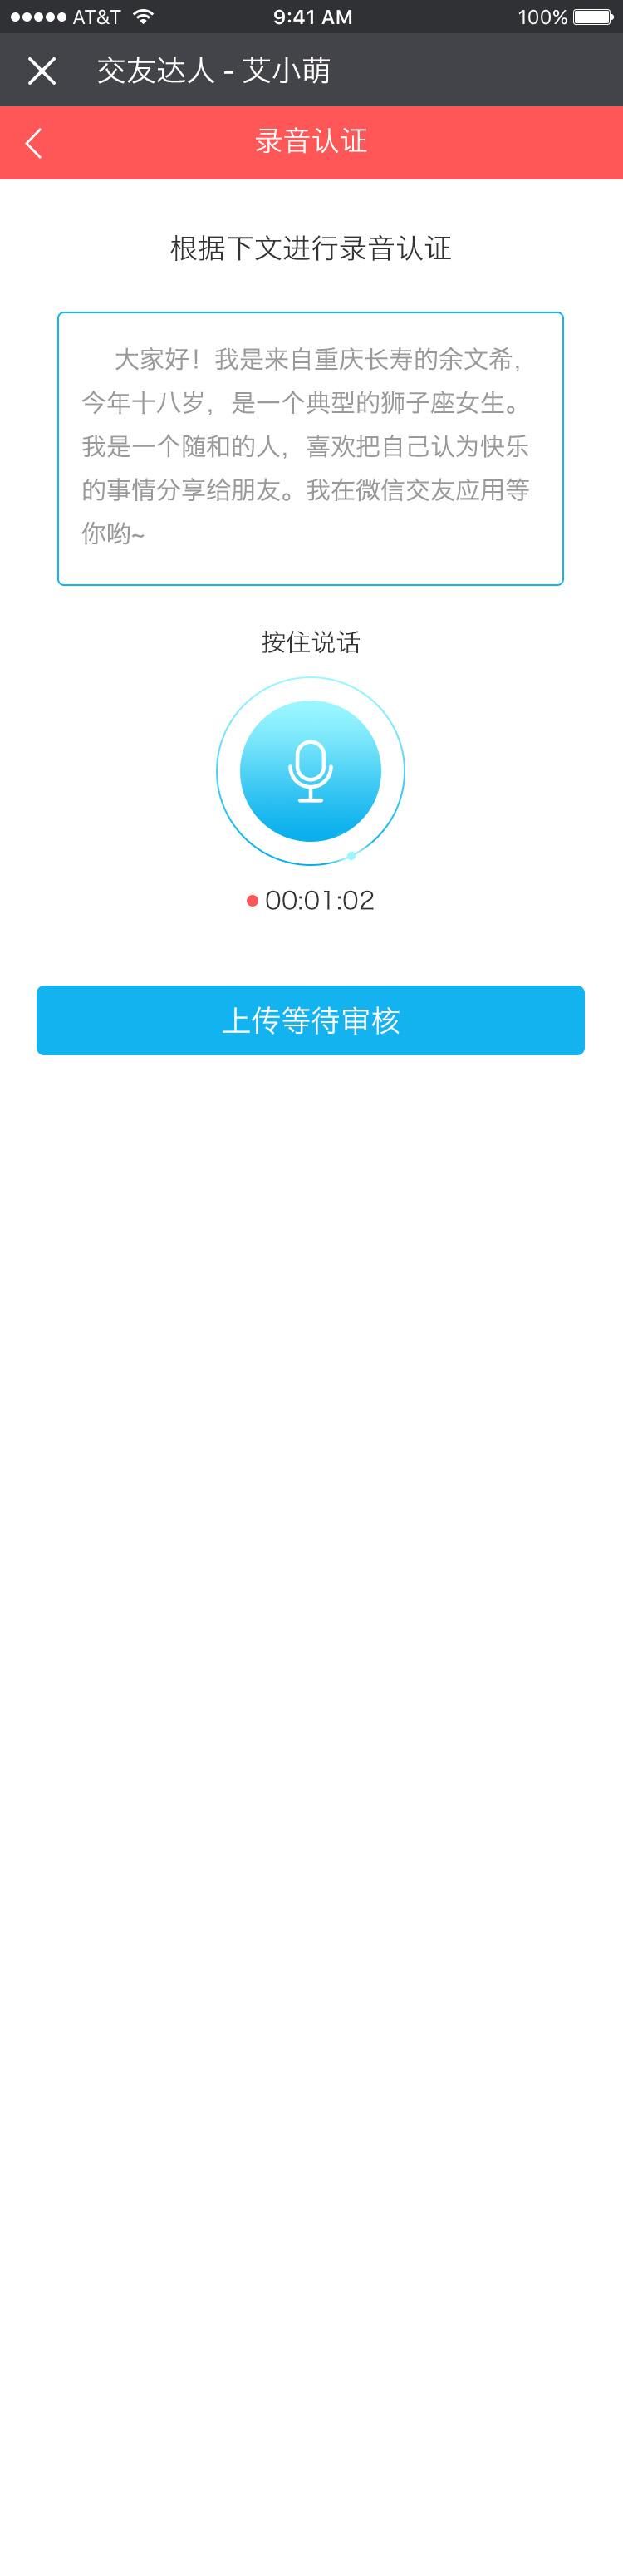 AT&T 9:41 AM 100%
交友达人 - 艾小萌
录音认证
根据下文进行录音认证
大家好！我是来自重庆长寿的余文希，
今年十八岁，是一个典型的狮子座女生。
我是一个随和的人，喜欢把自己认为快乐
的事情分享给朋友。我在微信交友应用等
你哟~
按住说话
00:01:02
上传等待审核